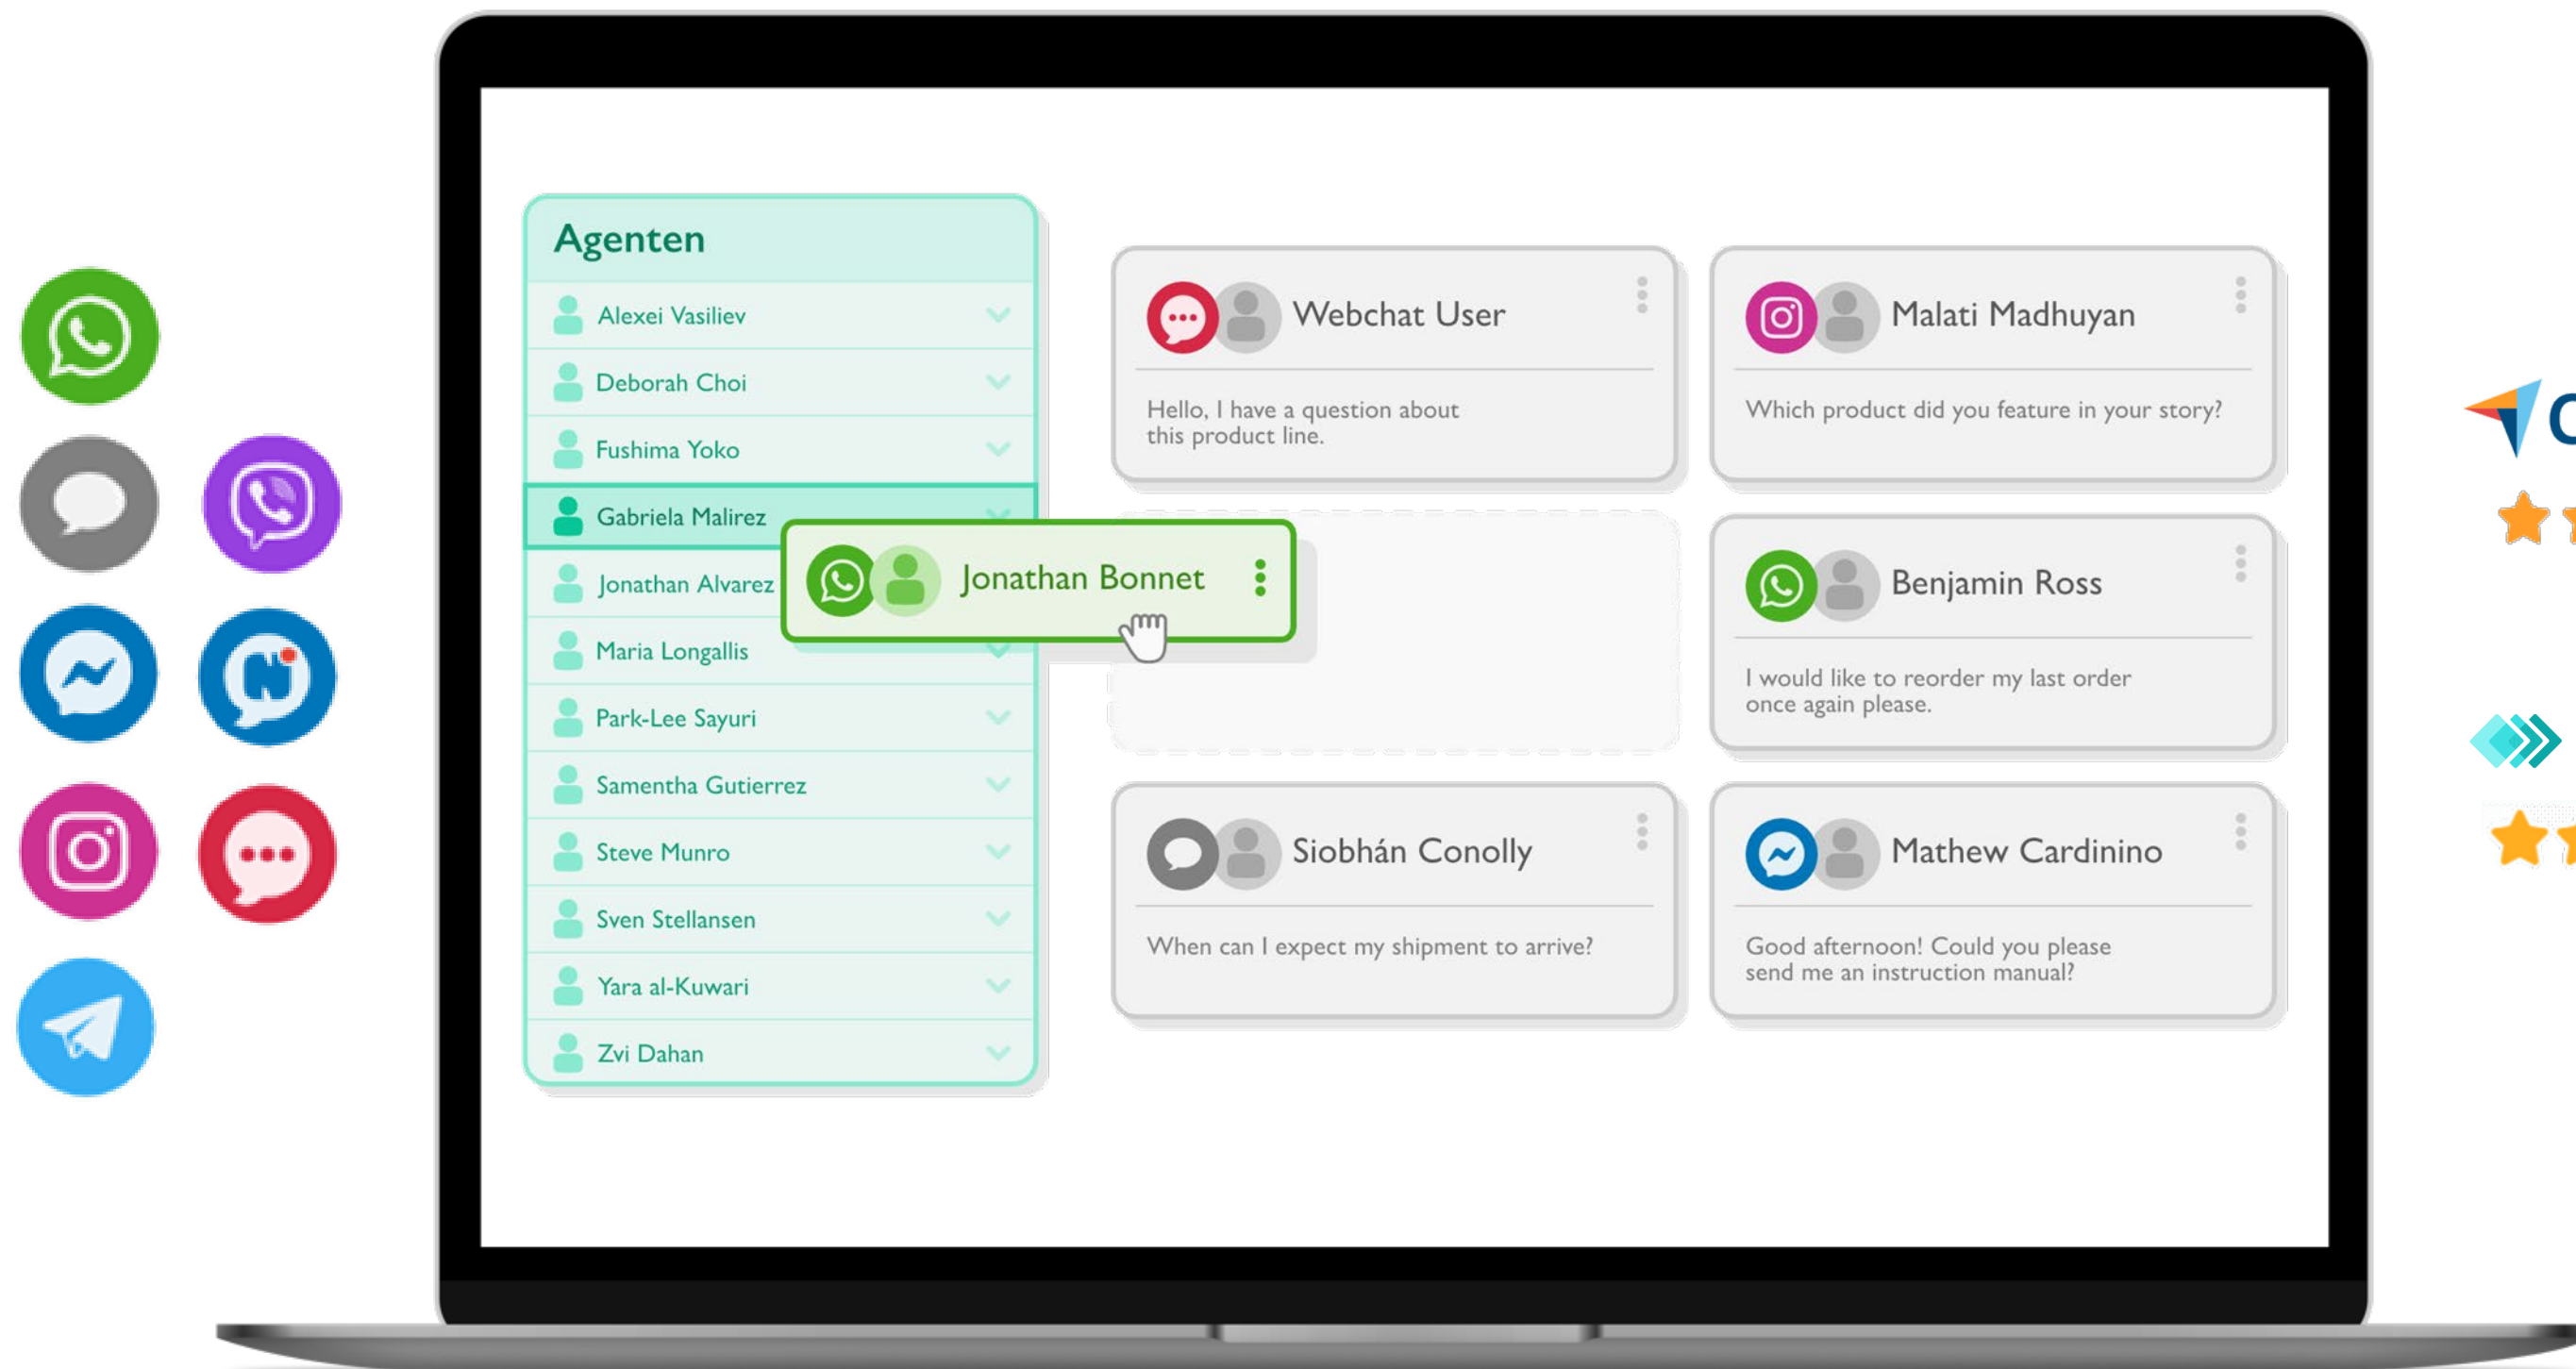 Agenten
Alexei Vasiliev
Deborah Choi
Fushima Yoko
Gabriela Malirez
Jonathan Alvarez
Maria Longallis
Park-Lee Sayuri
Samentha Gutierrez
Steve Munro
Sven Stellansen
Yara al-Kuwari
Zvi Dahan
Jonathan Bonnet
Webchat User
Hello, I have a question about
this product line.
Malati Madhuyan
Which product did you feature in your story?
Benjamin Ross
I would like to reorder my last order
once again please.
Siobhán Conolly
When can I expect my shipment to arrive?
Mathew Cardinino
Good afternoon! Could you please
send me an instruction manual?